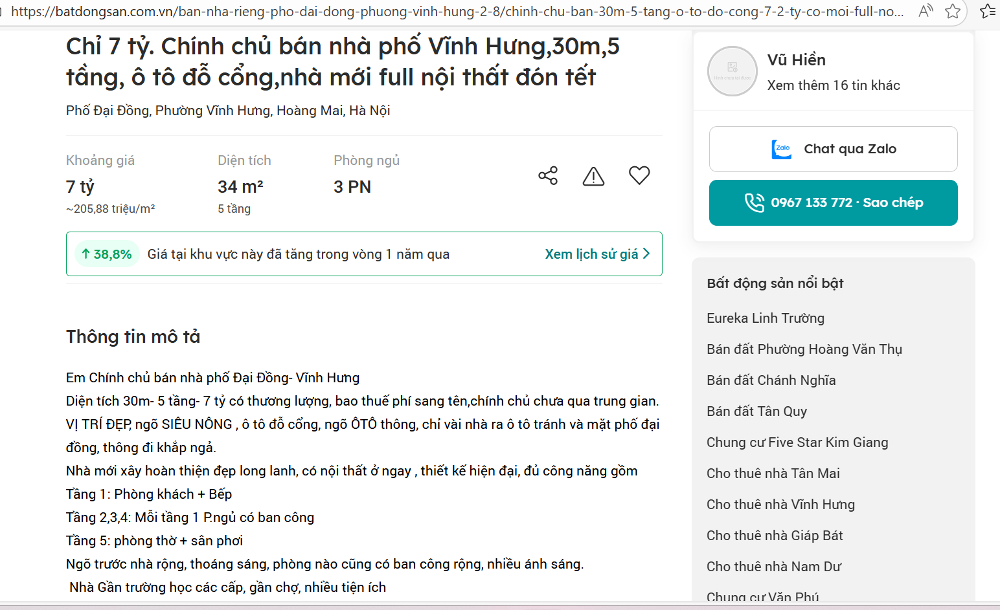 https://batdongsan.com.vn/ban-nha-rieng-pho-dai-dong-phuong-vinh-hung-2-8/chinh-chu-ban-30m-5-tang-o-to-do-cong-7-2-ty-co-moi-full-no...
Chỉ 7 tỷ. Chính chủ bán nhà phố Vĩnh Hưng,30m,5
tầng, ô tô đỗ cổng,nhà mới full nội thất đón tết
Phố Đại Đồng, Phường Vĩnh Hưng, Hoàng Mai, Hà Nội
Khoảng giá
Diện tích
Phòng ngủ
7 tỷ
34 m²
3 PN
~205,88 triệu/m²
5 tầng
38,8%
Giá tại khu vực này đã tăng trong vòng 1 năm qua
Xem lịch sử giá
Thông tin mô tả
Em Chính chủ bán nhà phố Đại Đồng- Vĩnh Hưng
Diện tích 30m- 5 tầng- 7 tỷ có thương lượng, bao thuế phí sang tên,chính chủ chưa qua trung gian.
VỊ TRÍ ĐẸP, ngõ SIÊU NÔNG , ô tô đỗ cổng, ngõ ÔTÔ thông, chỉ vài nhà ra ô tô tránh và mặt phố đại
đồng, thông đi khắp ngả.
Nhà mới xây hoàn thiện đẹp long lanh, có nội thất ở ngay , thiết kế hiện đại, đủ công năng gồm
Tầng 1: Phòng khách + Bếp
Tầng 2,3,4: Mỗi tầng 1 P.ngủ có ban công
Tầng 5: phòng thờ + sân phơi
Ngõ trước nhà rộng, thoáng sáng, phòng nào cũng có ban công rộng, nhiều ánh sáng.
Nhà Gần trường học các cấp, gần chợ, nhiều tiện ích
Hình chưa tải được
Vũ Hiền
Xem thêm 16 tin khác
Zalo
Chat qua Zalo
0967 133 772 · Sao chép
Bất động sản nổi bật
Eureka Linh Trường
Bán đất Phường Hoàng Văn Thụ
Bán đất Chánh Nghĩa
Bán đất Tân Quy
Chung cư Five Star Kim Giang
Cho thuê nhà Tân Mai
Cho thuê nhà Vĩnh Hưng
Cho thuê nhà Giáp Bát
Cho thuê nhà Nam Dư
Chung cư Văn Phú